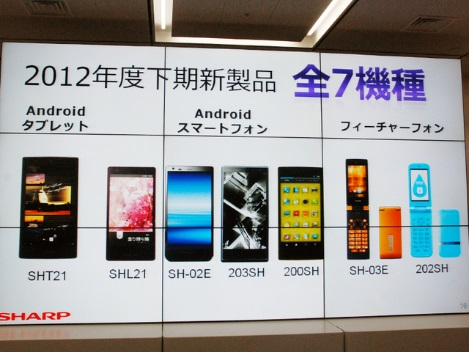 2012年度下期新製品 全7機種
Android
タブレット
Android
スマートフォン
フィーチャーフォン
SHT21
SHL21
SH-02E
203SH
200SH
SH-03E
202SH
SHARP